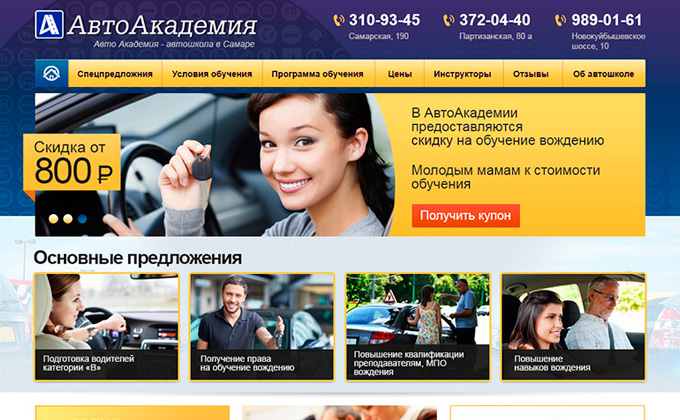 АвтоАкадемия
Авто Академия - автошкола в Самаре
310-93-45
Самарская, 190
372-04-40
Партизанская, 80 а
989-01-61
Новокуйбышевское
шоссе, 10
Спецпредложния
Условия обучения
Программа обучения
Цены
Инструкторы
Отзывы
Об автошколе
Скидка от
800 ₽
В АвтоАкадемии
предоставляются
скидку на обучение вождению
Молодым мамам к стоимости
обучения
Получить купон
Основные предложения
Подготовка водителей
категории «В»
Получение права
на обучение вождению
Повышение квалификации
преподавателям, МПО
вождения
Повышение
навыков вождения